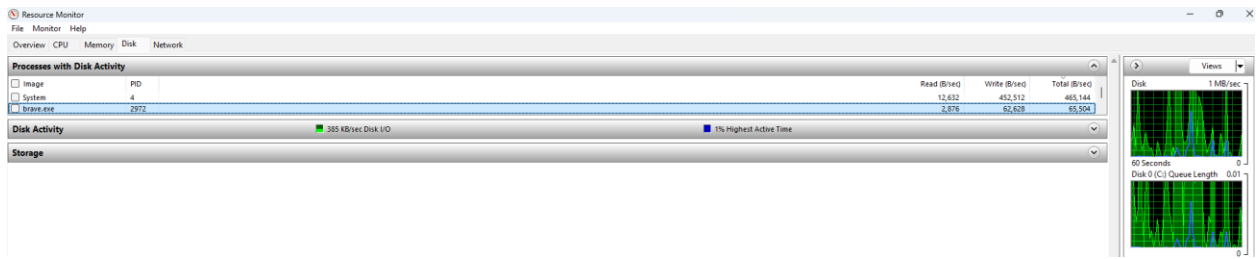 Resource Monitor
File Monitor Help
Overview CPU Memory Disk Network
Processes with Disk Activity
Image PID Read (B/sec) Write (B/sec) Total (B/sec)
System 4 12,632 452,512 465,144
brave.exe 2972 2,876 62,628 65,504
Disk Activity 385 KB/sec Disk I/O 1% Highest Active Time
Storage
Views
Disk 1 MB/sec
60 Seconds 0
Disk 0 (C:) Queue Length 0.01
0